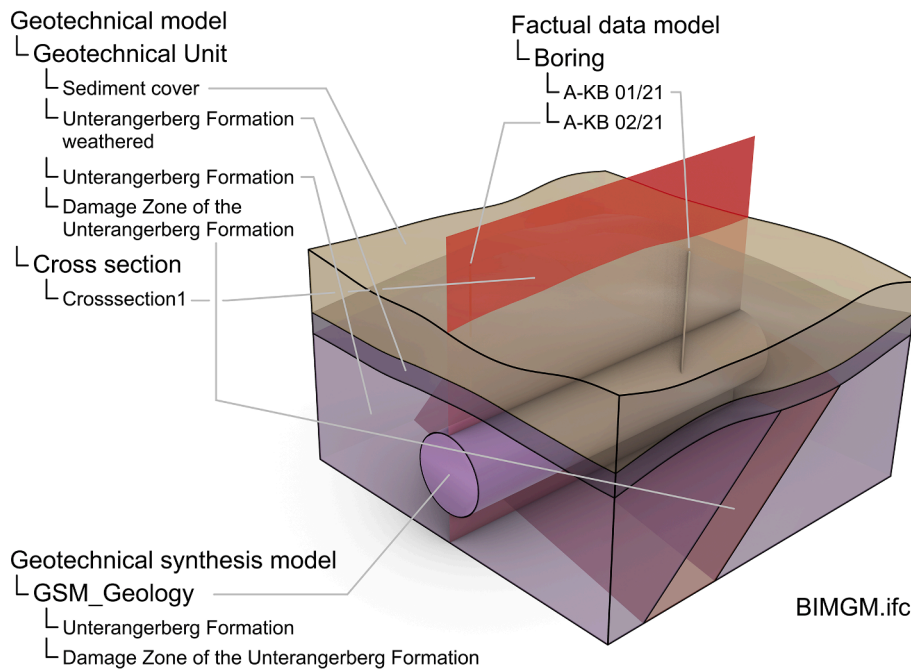 Geotechnical model
Geotechnical Unit
Sediment cover
Unterangerberg Formation
weathered
Unterangerberg Formation
Damage Zone of the
Unterangerberg Formation
Cross section
Crosssection1
Factual data model
Boring
A-KB 01/21
A-KB 02/21
Geotechnical synthesis model
GSM_Geology
Unterangerberg Formation
Damage Zone of the Unterangerberg Formation
BIMGM.ifc